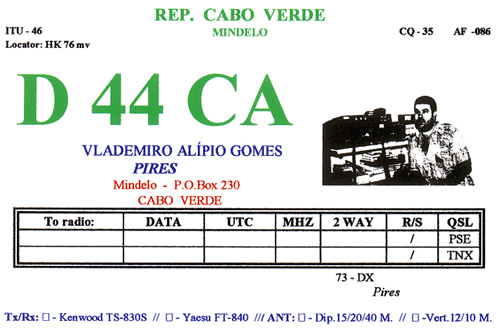 REP. CABO VERDE
MINDELO
ITU - 46
Locator: HK 76 mv
CQ - 35 AF -086
D 44 CA
VLADEMIRO ALÍPIO GOMES
PIRES
Mindelo - P.O.Box 230
CABO VERDE
To radio: DATA UTC MHZ 2 WAY R/S QSL
/ PSE
/ TNX
73 - DX
Pires
Tx/Rx: □ - Kenwood TS-830S // □ - Yaesu FT-840 /// ANT: □ - Dip.15/20/40 M. // □ -Vert.12/10 M.